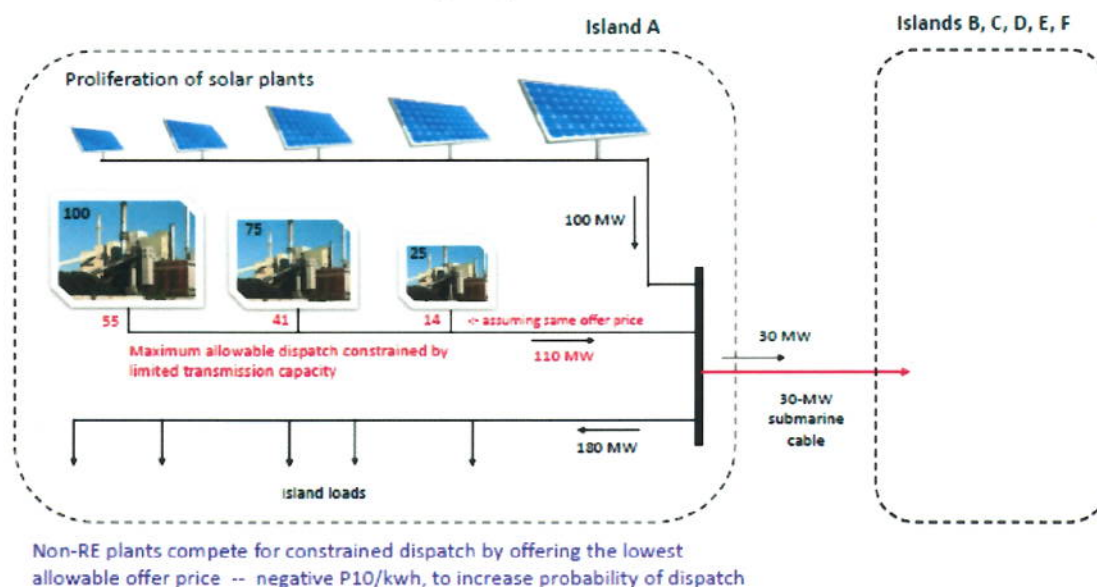 Island A
Islands B, C, D, E, F
Proliferation of solar plants
100 MW
100
75
25
55
41
14
<- assuming same offer price
Maximum allowable dispatch constrained by
limited transmission capacity
110 MW
30 MW
30-MW
submarine
cable
180 MW
Island loads
Non-RE plants compete for constrained dispatch by offering the lowest
allowable offer price -- negative P10/kwh, to increase probability of dispatch